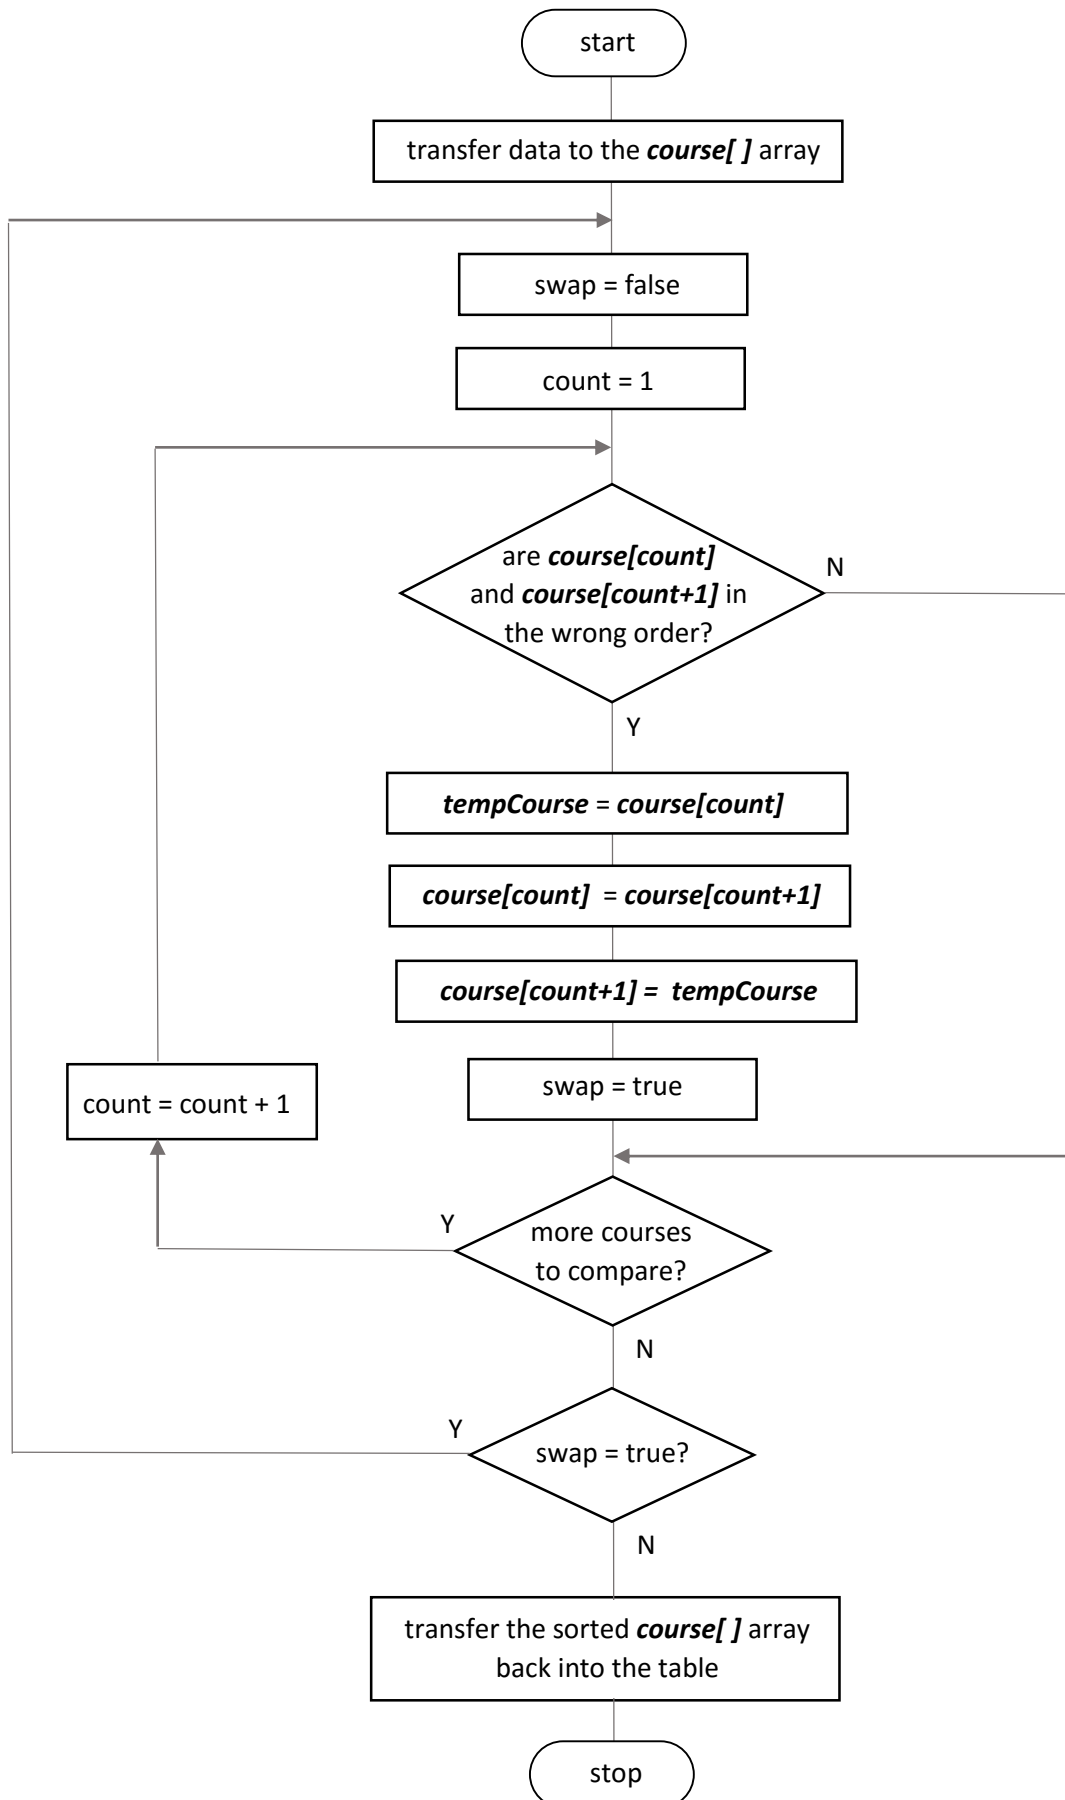 start
transfer data to the course[ ] array
swap = false
count = 1
are course[count]
and course[count+1] in
the wrong order?
N
Y
tempCourse = course[count]
course[count] = course[count+1]
course[count+1] = tempCourse
swap = true
count = count + 1
more courses
to compare?
Y
N
swap = true?
Y
N
transfer the sorted course[ ] array
back into the table
stop